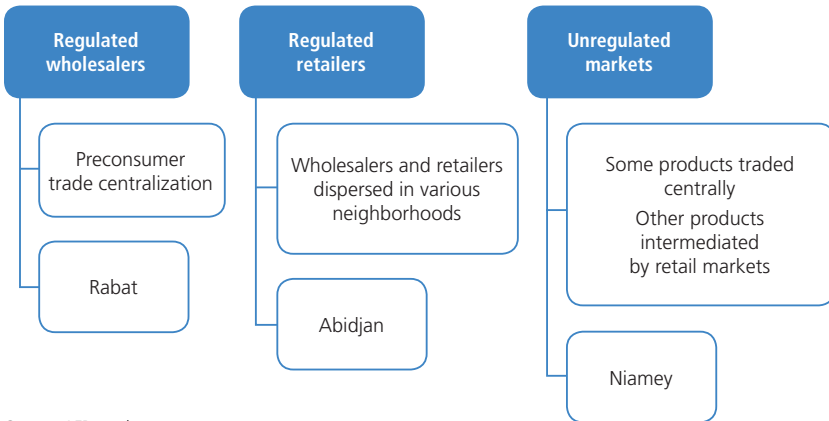 Regulated
wholesalers
Preconsumer
trade centralization
Rabat
Regulated
retailers
Wholesalers and retailers
dispersed in various
neighborhoods
Abidjan
Unregulated
markets
Some products traded
centrally
Other products
intermediated
by retail markets
Niamey